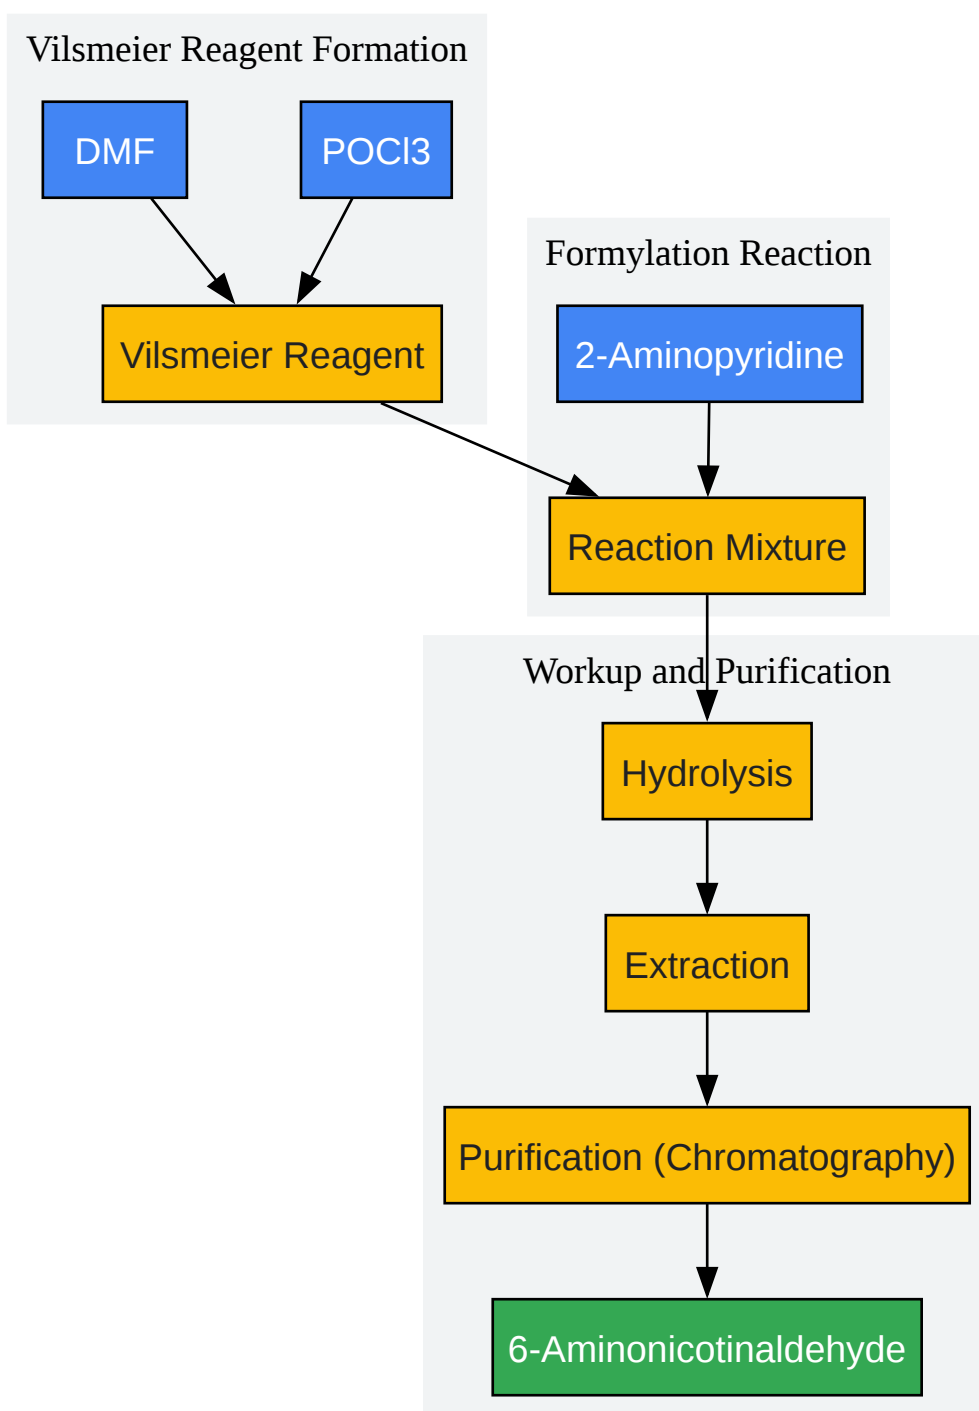 Vilsmeier Reagent Formation
DMF
POCl3
Vilsmeier Reagent
Formylation Reaction
2-Aminopyridine
Reaction Mixture
Workup and Purification
Hydrolysis
Extraction
Purification (Chromatography)
6-Aminonicotinaldehyde